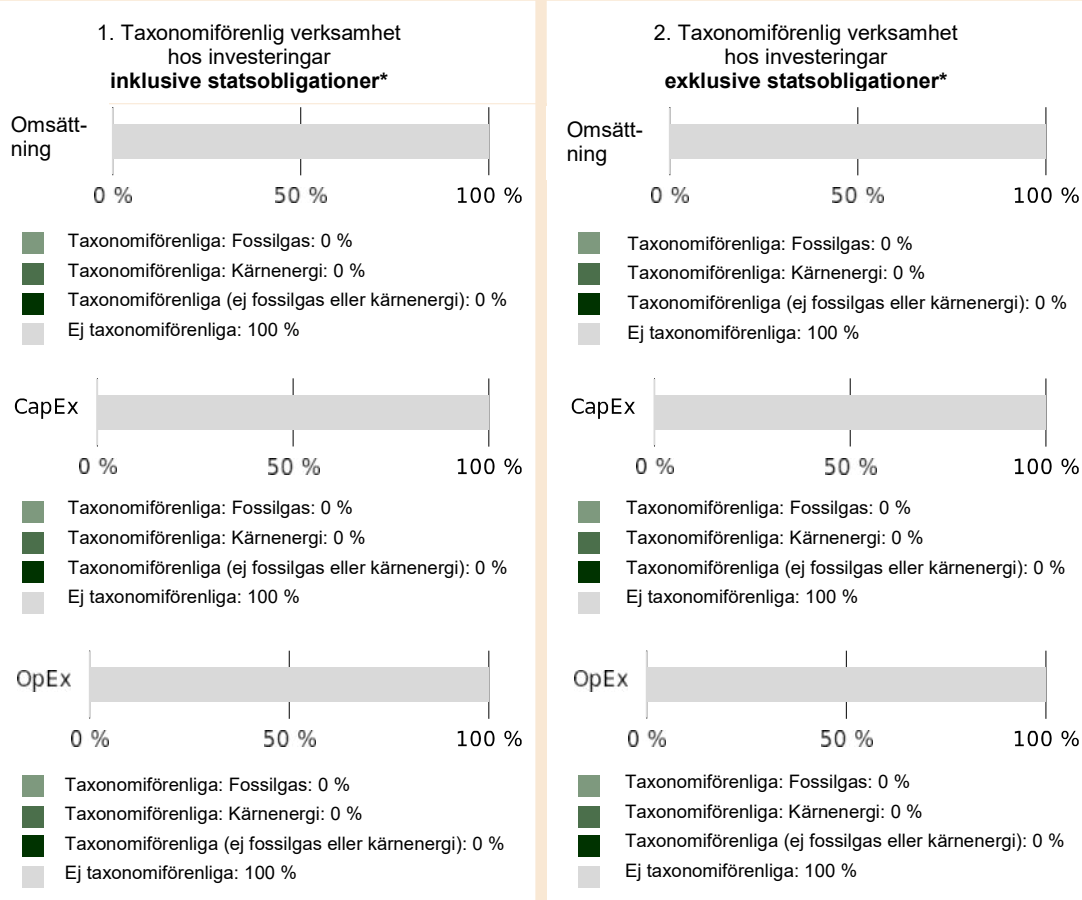 1. Taxonomiförenlig verksamhet
hos investeringar
inklusive statsobligationer*
Omsätt-
ning
0 % 50 % 100 %
Taxonomiförenliga: Fossilgas: 0 %
Taxonomiförenliga: Kärnenergi: 0 %
Taxonomiförenliga (ej fossilgas eller kärnenergi): 0 %
Ej taxonomiförenliga: 100 %
CapEx
0 % 50 % 100 %
Taxonomiförenliga: Fossilgas: 0 %
Taxonomiförenliga: Kärnenergi: 0 %
Taxonomiförenliga (ej fossilgas eller kärnenergi): 0 %
Ej taxonomiförenliga: 100 %
OpEx
0 % 50 % 100 %
Taxonomiförenliga: Fossilgas: 0 %
Taxonomiförenliga: Kärnenergi: 0 %
Taxonomiförenliga (ej fossilgas eller kärnenergi): 0 %
Ej taxonomiförenliga: 100 %
2. Taxonomiförenlig verksamhet
hos investeringar
exklusive statsobligationer*
Omsätt-
ning
0 % 50 % 100 %
Taxonomiförenliga: Fossilgas: 0 %
Taxonomiförenliga: Kärnenergi: 0 %
Taxonomiförenliga (ej fossilgas eller kärnenergi): 0 %
Ej taxonomiförenliga: 100 %
CapEx
0 % 50 % 100 %
Taxonomiförenliga: Fossilgas: 0 %
Taxonomiförenliga: Kärnenergi: 0 %
Taxonomiförenliga (ej fossilgas eller kärnenergi): 0 %
Ej taxonomiförenliga: 100 %
OpEx
0 % 50 % 100 %
Taxonomiförenliga: Fossilgas: 0 %
Taxonomiförenliga: Kärnenergi: 0 %
Taxonomiförenliga (ej fossilgas eller kärnenergi): 0 %
Ej taxonomiförenliga: 100 %